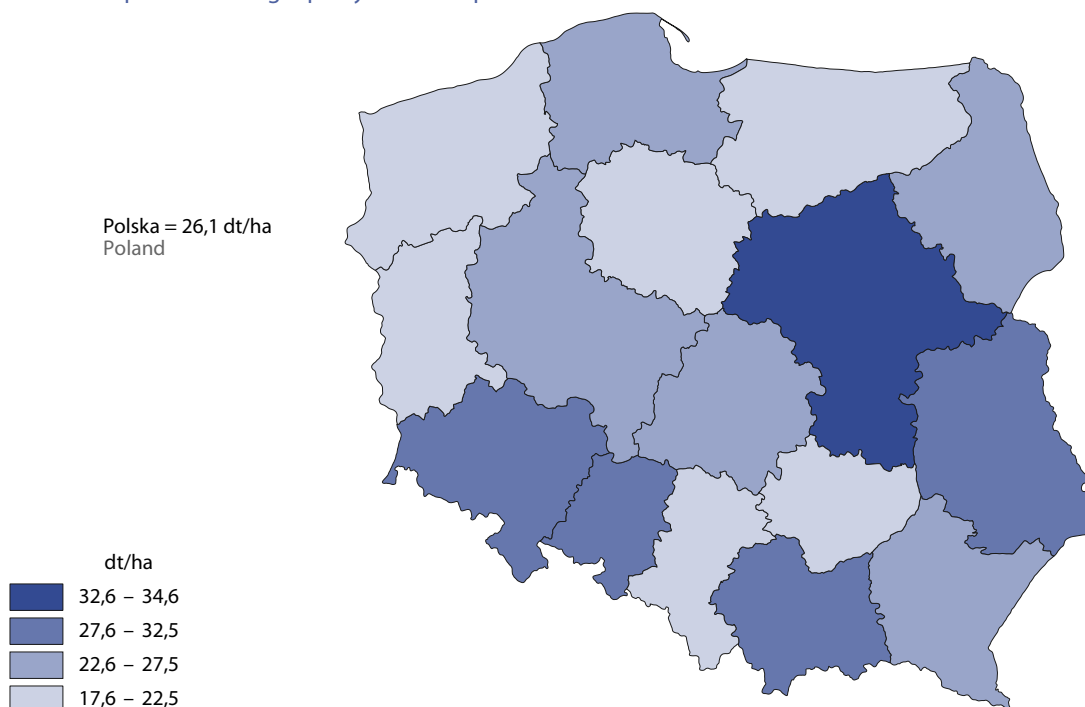 Polska = 26,1 dt/ha
Poland
dt/ha
32,6 – 34,6
27,6 – 32,5
22,6 – 27,5
17,6 – 22,5